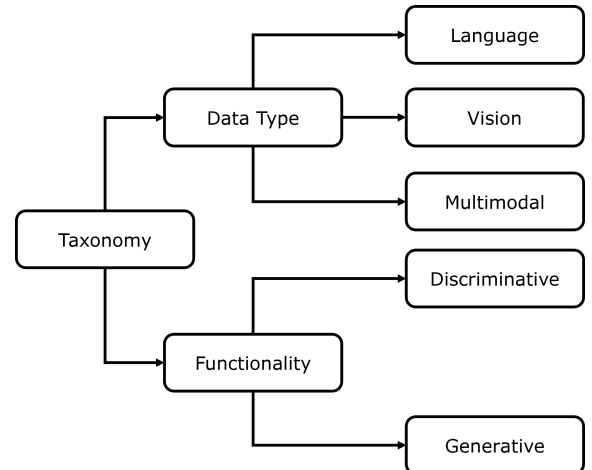 Language
Data Type
Vision
Multimodal
Taxonomy
Discriminative
Functionality
Generative